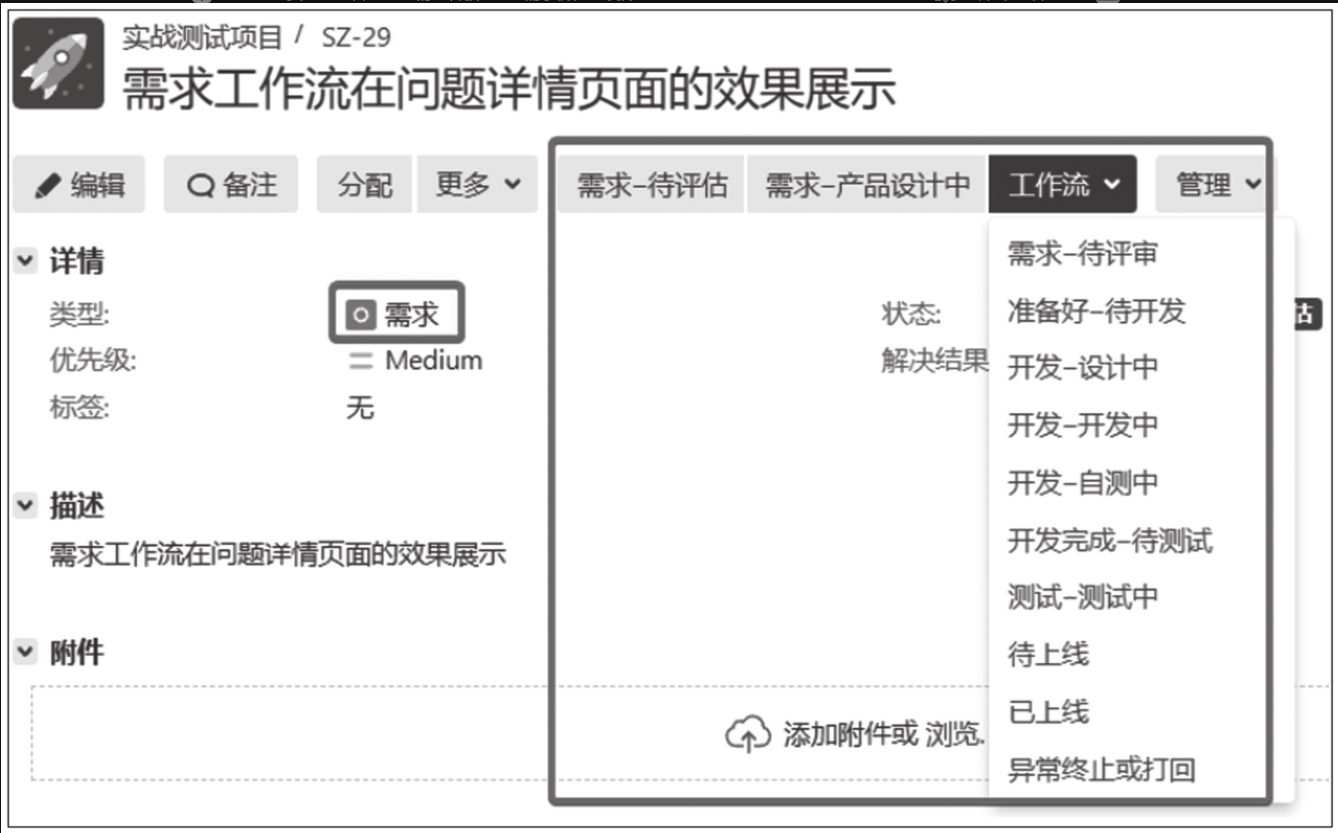 实战测试项目 / SZ-29
需求工作流在问题详情页面的效果展示
编辑 备注 分配 更多 需求-待评估 需求-产品设计中 工作流 管理
详情
类型: 需求
优先级: Medium
标签: 无
状态: 估
解决结果
需求-待评审
准备好-待开发
开发-设计中
开发-开发中
开发-自测中
开发完成-待测试
测试-测试中
待上线
已上线
异常终止或打回
描述
需求工作流在问题详情页面的效果展示
附件
添加附件或 浏览.